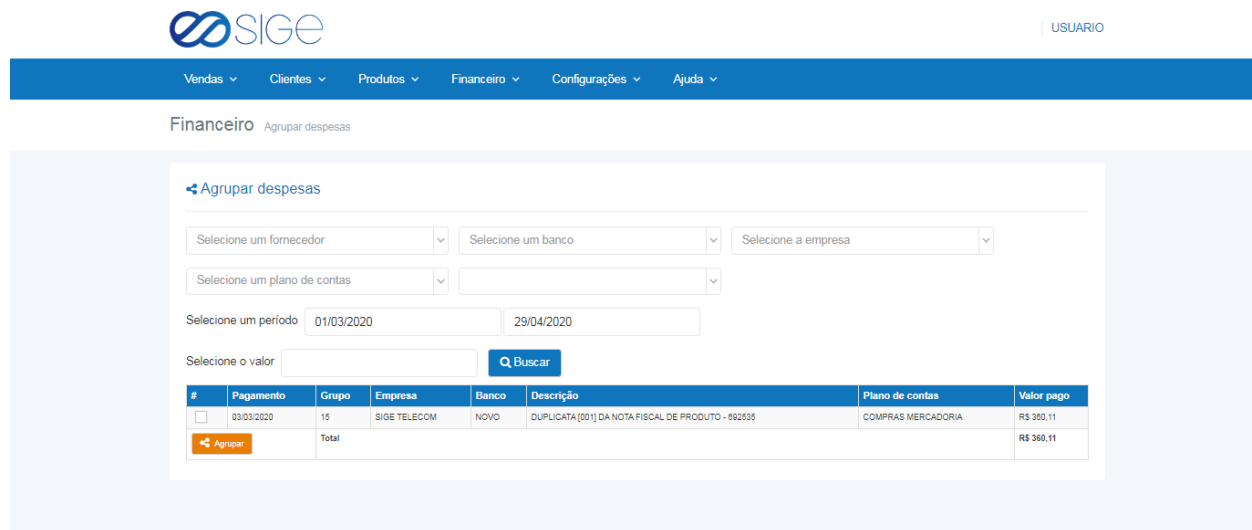 SIGE
USUARIO
Vendas Clientes Produtos Financeiro Configurações Ajuda
Financeiro Agrupar despesas
Agrupar despesas
Selecione um fornecedor Selecione um banco Selecione a empresa
Selecione um plano de contas
Selecione um período 01/03/2020 29/04/2020
Selecione o valor Buscar
# Pagamento Grupo Empresa Banco Descrição Plano de contas Valor pago
03/03/2020 15 SIGE TELECOM NOVO DUPLICATA [001] DA NOTA FISCAL DE PRODUTO - 692535 COMPRAS MERCADORIA R$ 360,11
Agrupar Total R$ 360,11